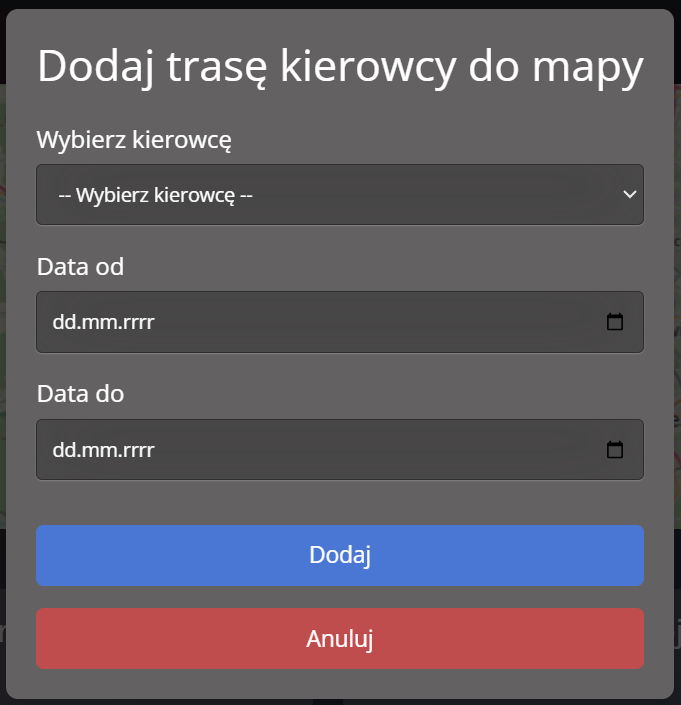 Dodaj trasę kierowcy do mapy
Wybierz kierowcę
-- Wybierz kierowcę --
Data od
dd.mm.rrrr
Data do
dd.mm.rrrr
Dodaj
Anuluj